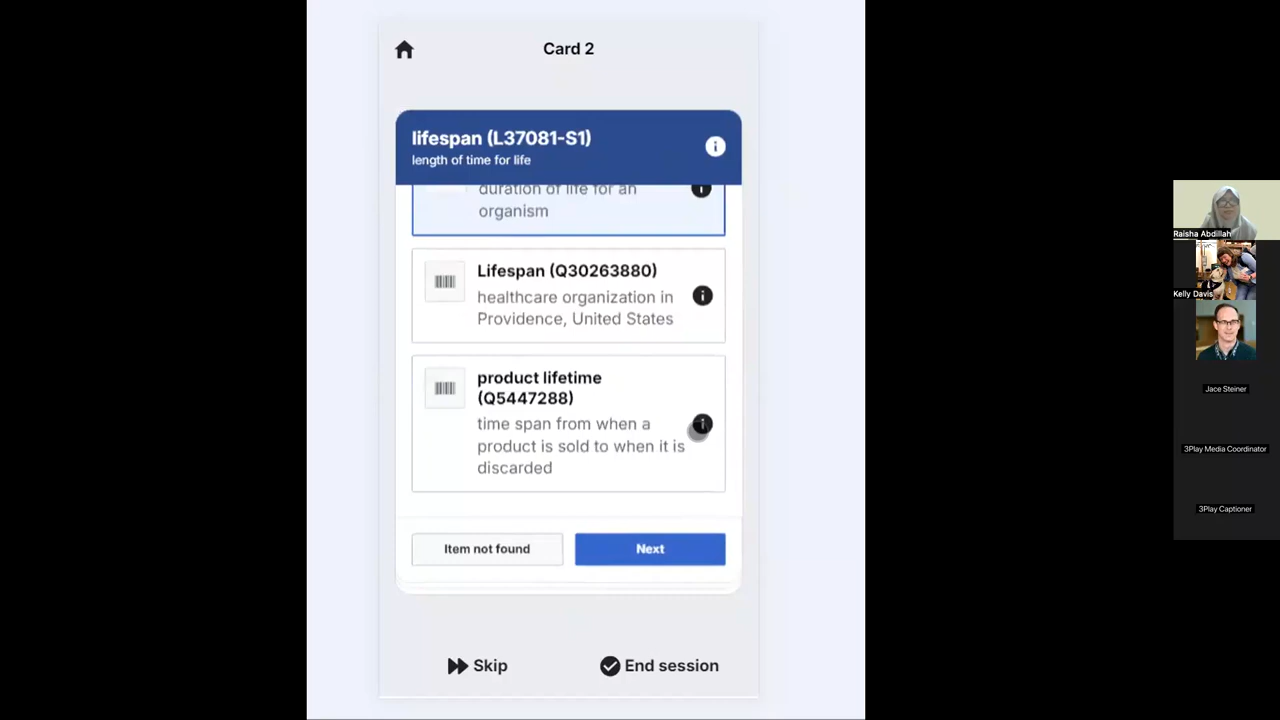 Card 2
lifespan (L37081-S1)
length of time for life
duration of life for an
organism
Lifespan (Q30263880)
healthcare organization in
Providence, United States
product lifetime
(Q5447288)
time span from when a
product is sold to when it is
discarded
Item not found
Next
Skip
End session
Raisha Abdillah
Kelly Davis
Jace Steiner
3Play Media Coordinator
3Play Captioner